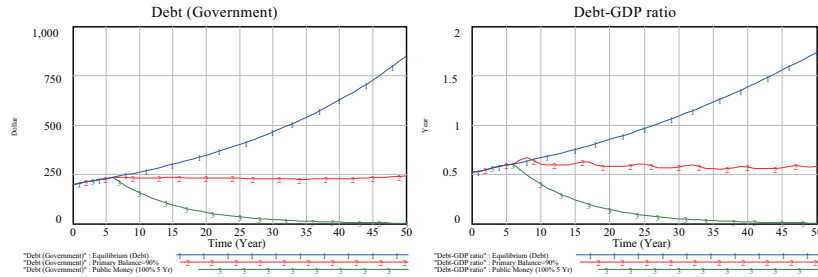 Debt (Government)
1,000
750
500
250
0
Dollar
0 5 10 15 20 25 30 35 40 45 50
Time (Year)
"Debt (Government)" : Equilibrium (Debt)
"Debt (Government)" : Primary Balance=90%
"Debt (Government)" : Public Money (100% 5 Yr)
Debt-GDP ratio
2
1.5
1
0.5
0
Year
0 5 10 15 20 25 30 35 40 45 50
Time (Year)
"Debt-GDP ratio" : Equilibrium (Debt)
"Debt-GDP ratio" : Primary Balance=90%
"Debt-GDP ratio" : Public Money (100% 5 Yr)